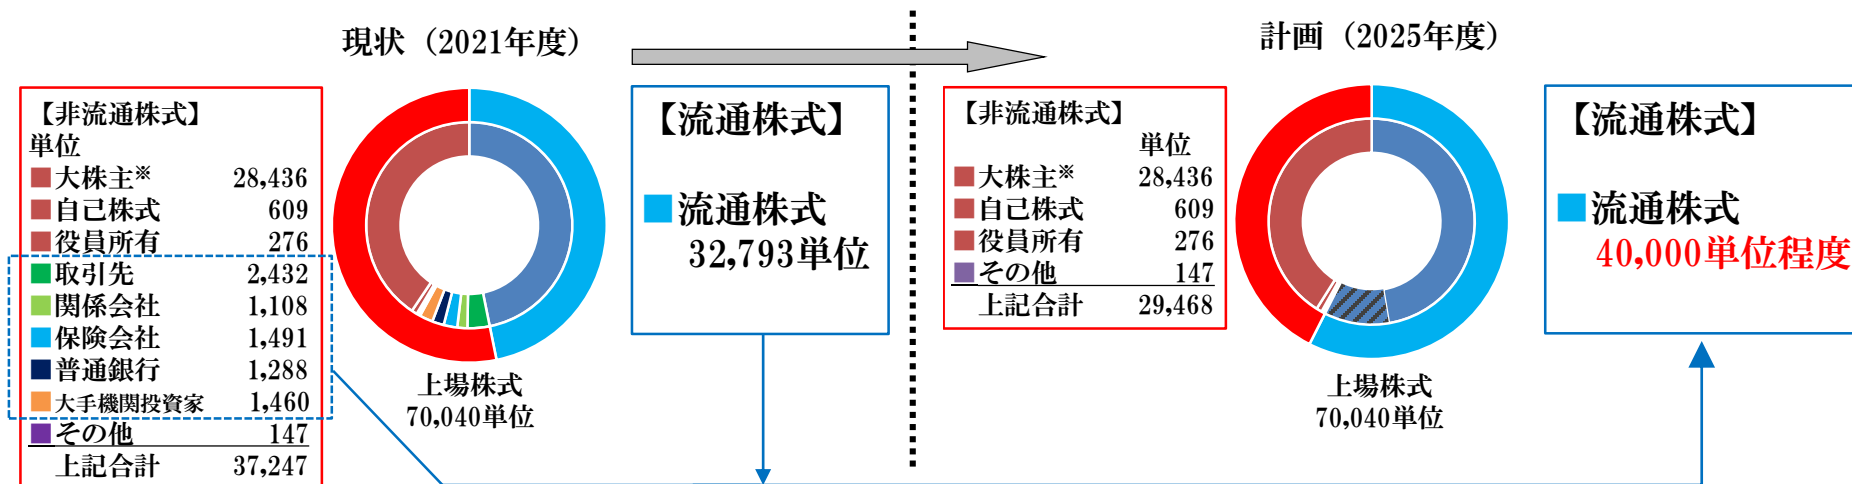 現状（2021年度）
【非流通株式】
単位
大株主※ 28,436
自己株式 609
役員所有 276
取引先 2,432
関係会社 1,108
保険会社 1,491
普通銀行 1,288
大手機関投資家 1,460
その他 147
上記合計 37,247
上場株式
70,040単位
【流通株式】
流通株式
32,793単位
計画（2025年度）
【非流通株式】
単位
大株主※ 28,436
自己株式 609
役員所有 276
その他 147
上記合計 29,468
上場株式
70,040単位
【流通株式】
流通株式
40,000単位程度